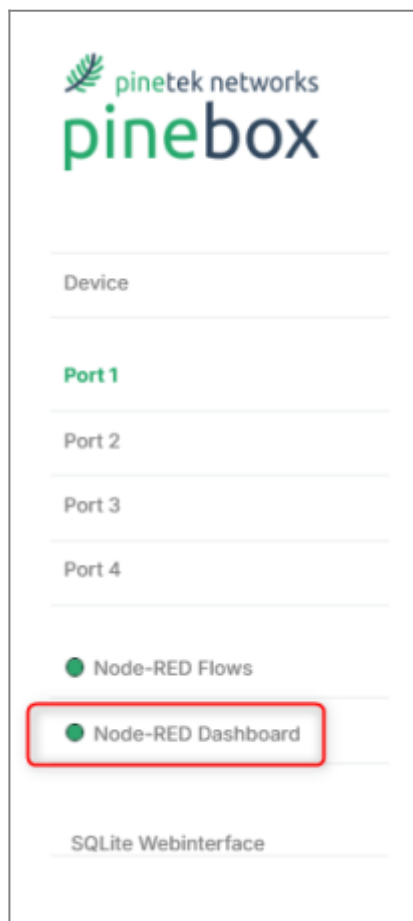 pinetek networks
pinebox
Device
Port 1
Port 2
Port 3
Port 4
Node-RED Flows
Node-RED Dashboard
SQLite Webinterface